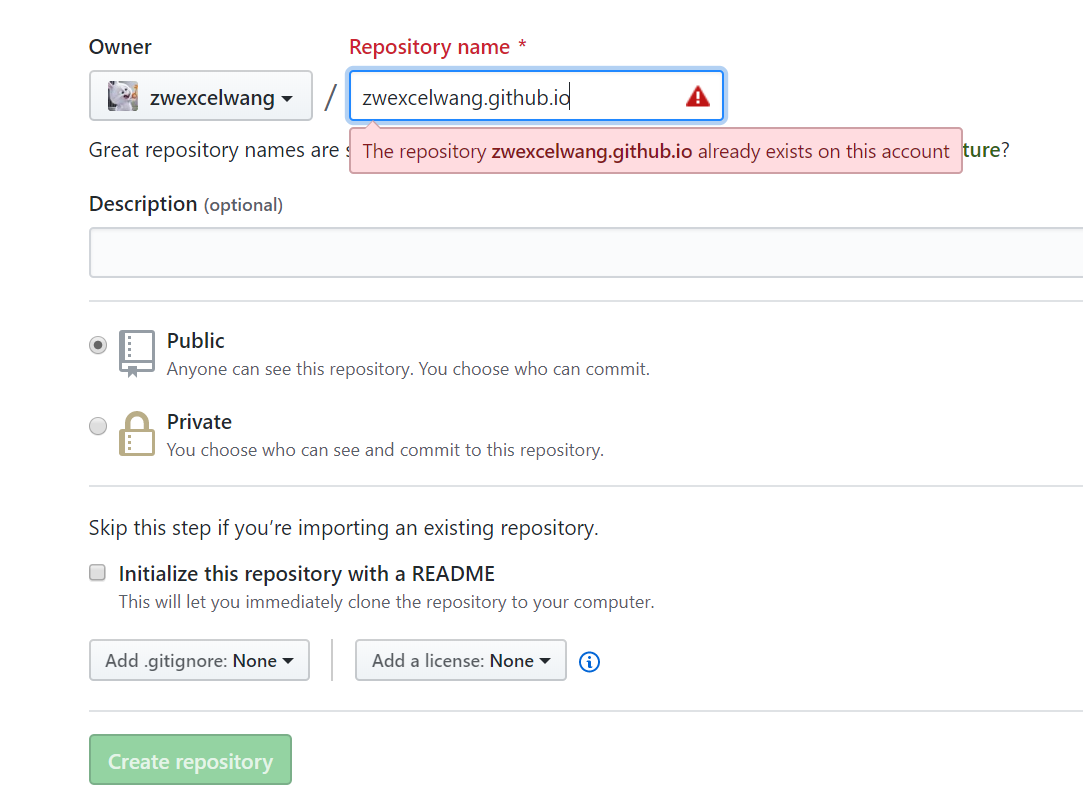 Owner
Repository name *
zwexcelwang / zwexcelwang.github.io
The repository zwexcelwang.github.io already exists on this account
Great repository names are s ture?
Description (optional)
Public
Anyone can see this repository. You choose who can commit.
Private
You choose who can see and commit to this repository.
Skip this step if you’re importing an existing repository.
Initialize this repository with a README
This will let you immediately clone the repository to your computer.
Add .gitignore: None
Add a license: None
Create repository